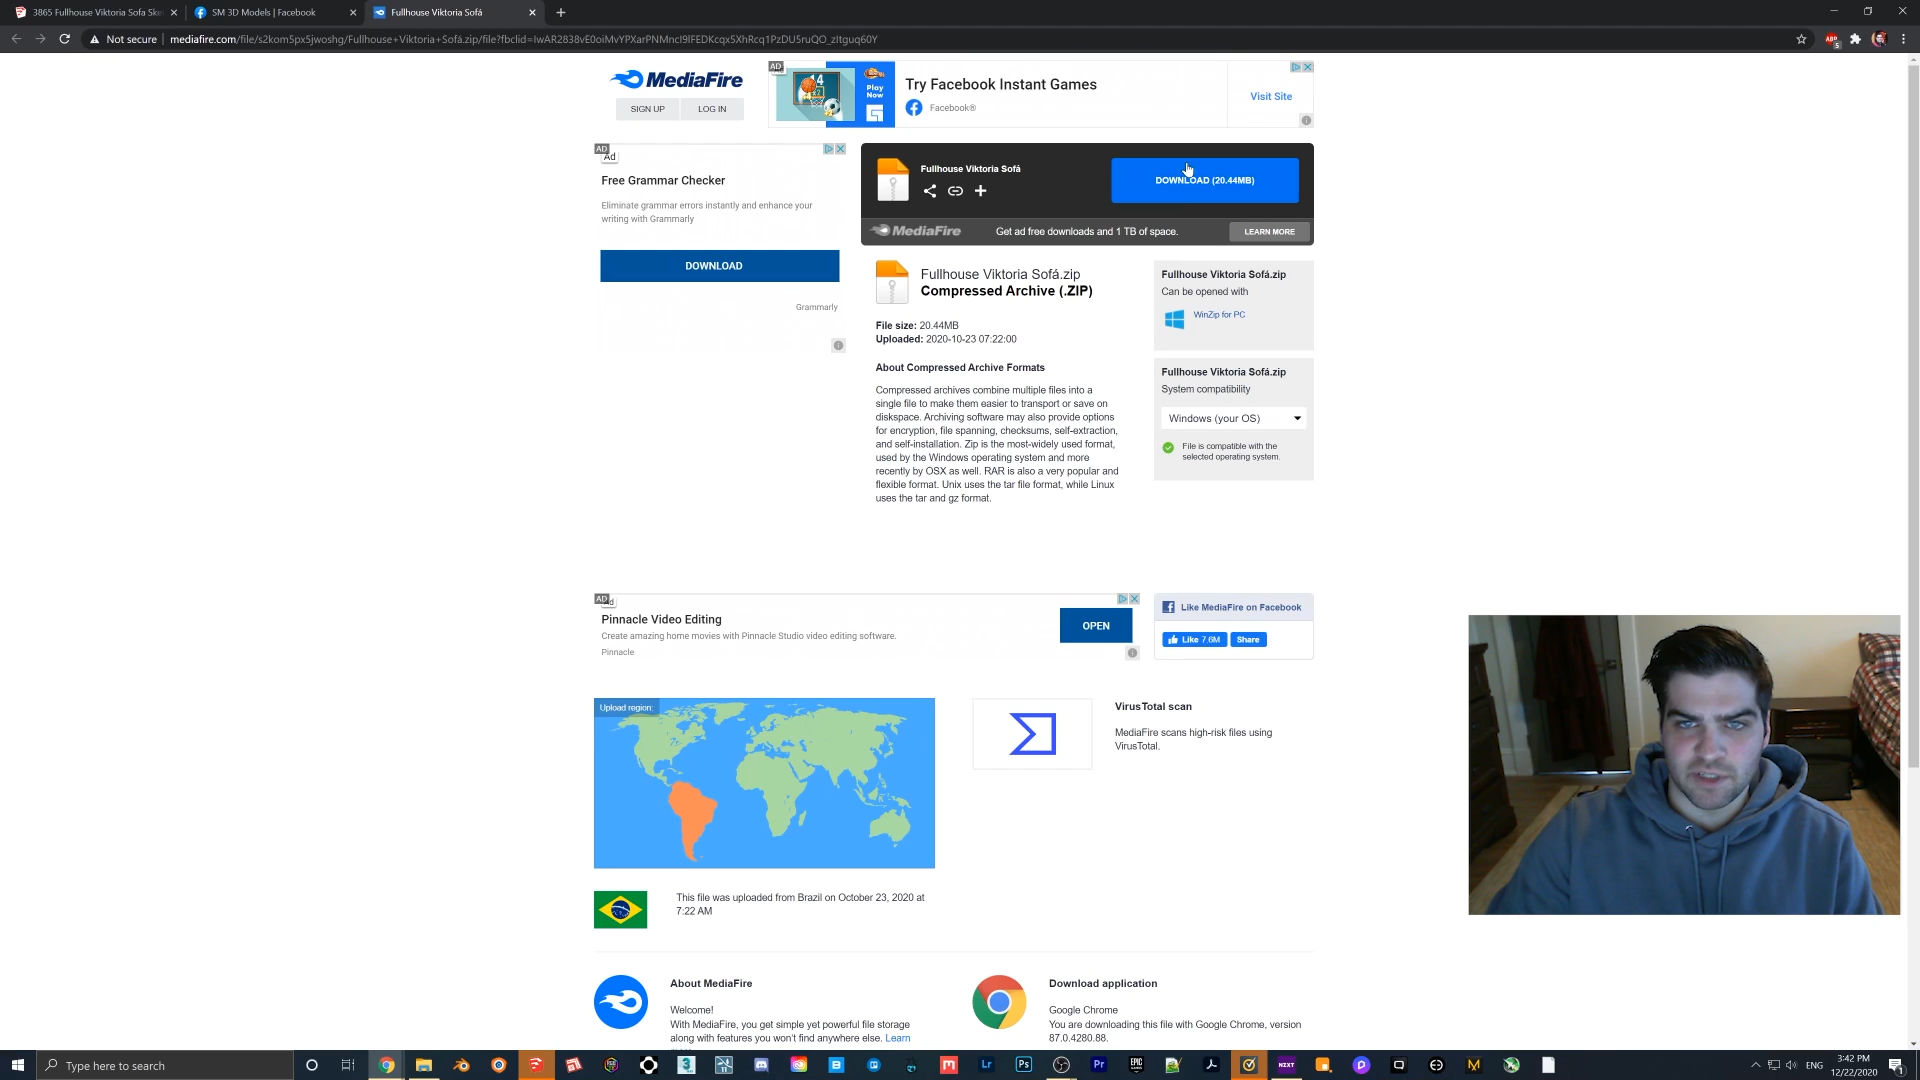 3865 Fullhouse Viktoria Sofa Ske
SM 3D Models | Facebook
Fullhouse Viktoria Sofá
Not secure
MediaFire
SIGN UP
LOG IN
AD
14
Play
Now
Try Facebook Instant Games
Facebook®
Visit Site
AD
Ad
Free Grammar Checker
Eliminate grammar errors instantly and enhance your
writing with Grammarly
DOWNLOAD
Grammarly
Fullhouse Viktoria Sofá
DOWNLOAD (20.44MB)
MediaFire
Get ad free downloads and 1 TB of space.
LEARN MORE
Fullhouse Viktoria Sofá.zip
Compressed Archive (.ZIP)
File size: 20.44MB
Uploaded: 2020-10-23 07:22:00
About Compressed Archive Formats
Compressed archives combine multiple files into a
single file to make them easier to transport or save on
diskspace. Archiving software may also provide options
for encryption, file spanning, checksums, self-extraction,
and self-installation. Zip is the most-widely used format,
used by the Windows operating system and more
recently by OSX as well. RAR is also a very popular and
flexible format. Unix uses the tar file format, while Linux
uses the tar and gz format.
Fullhouse Viktoria Sofá.zip
Can be opened with
WinZip for PC
Fullhouse Viktoria Sofá.zip
System compatibility
Windows (your OS)
File is compatible with the
selected operating system.
AD
Pinnacle Video Editing
Create amazing home movies with Pinnacle Studio video editing software.
Pinnacle
OPEN
Like MediaFire on Facebook
Like 7.6M
Share
Upload region:
VirusTotal scan
MediaFire scans high-risk files using
VirusTotal.
This file was uploaded from Brazil on October 23, 2020 at
7:22 AM
About MediaFire
Welcome!
With MediaFire, you get simple yet powerful file storage
along with features you won't find anywhere else. Learn
Download application
Google Chrome
You are downloading this file with Google Chrome, version
87.0.4280.88.
Type here to search
Lr
Ps
Pr
EPIC
NEXT
ENG
3:42 PM
12/22/2020